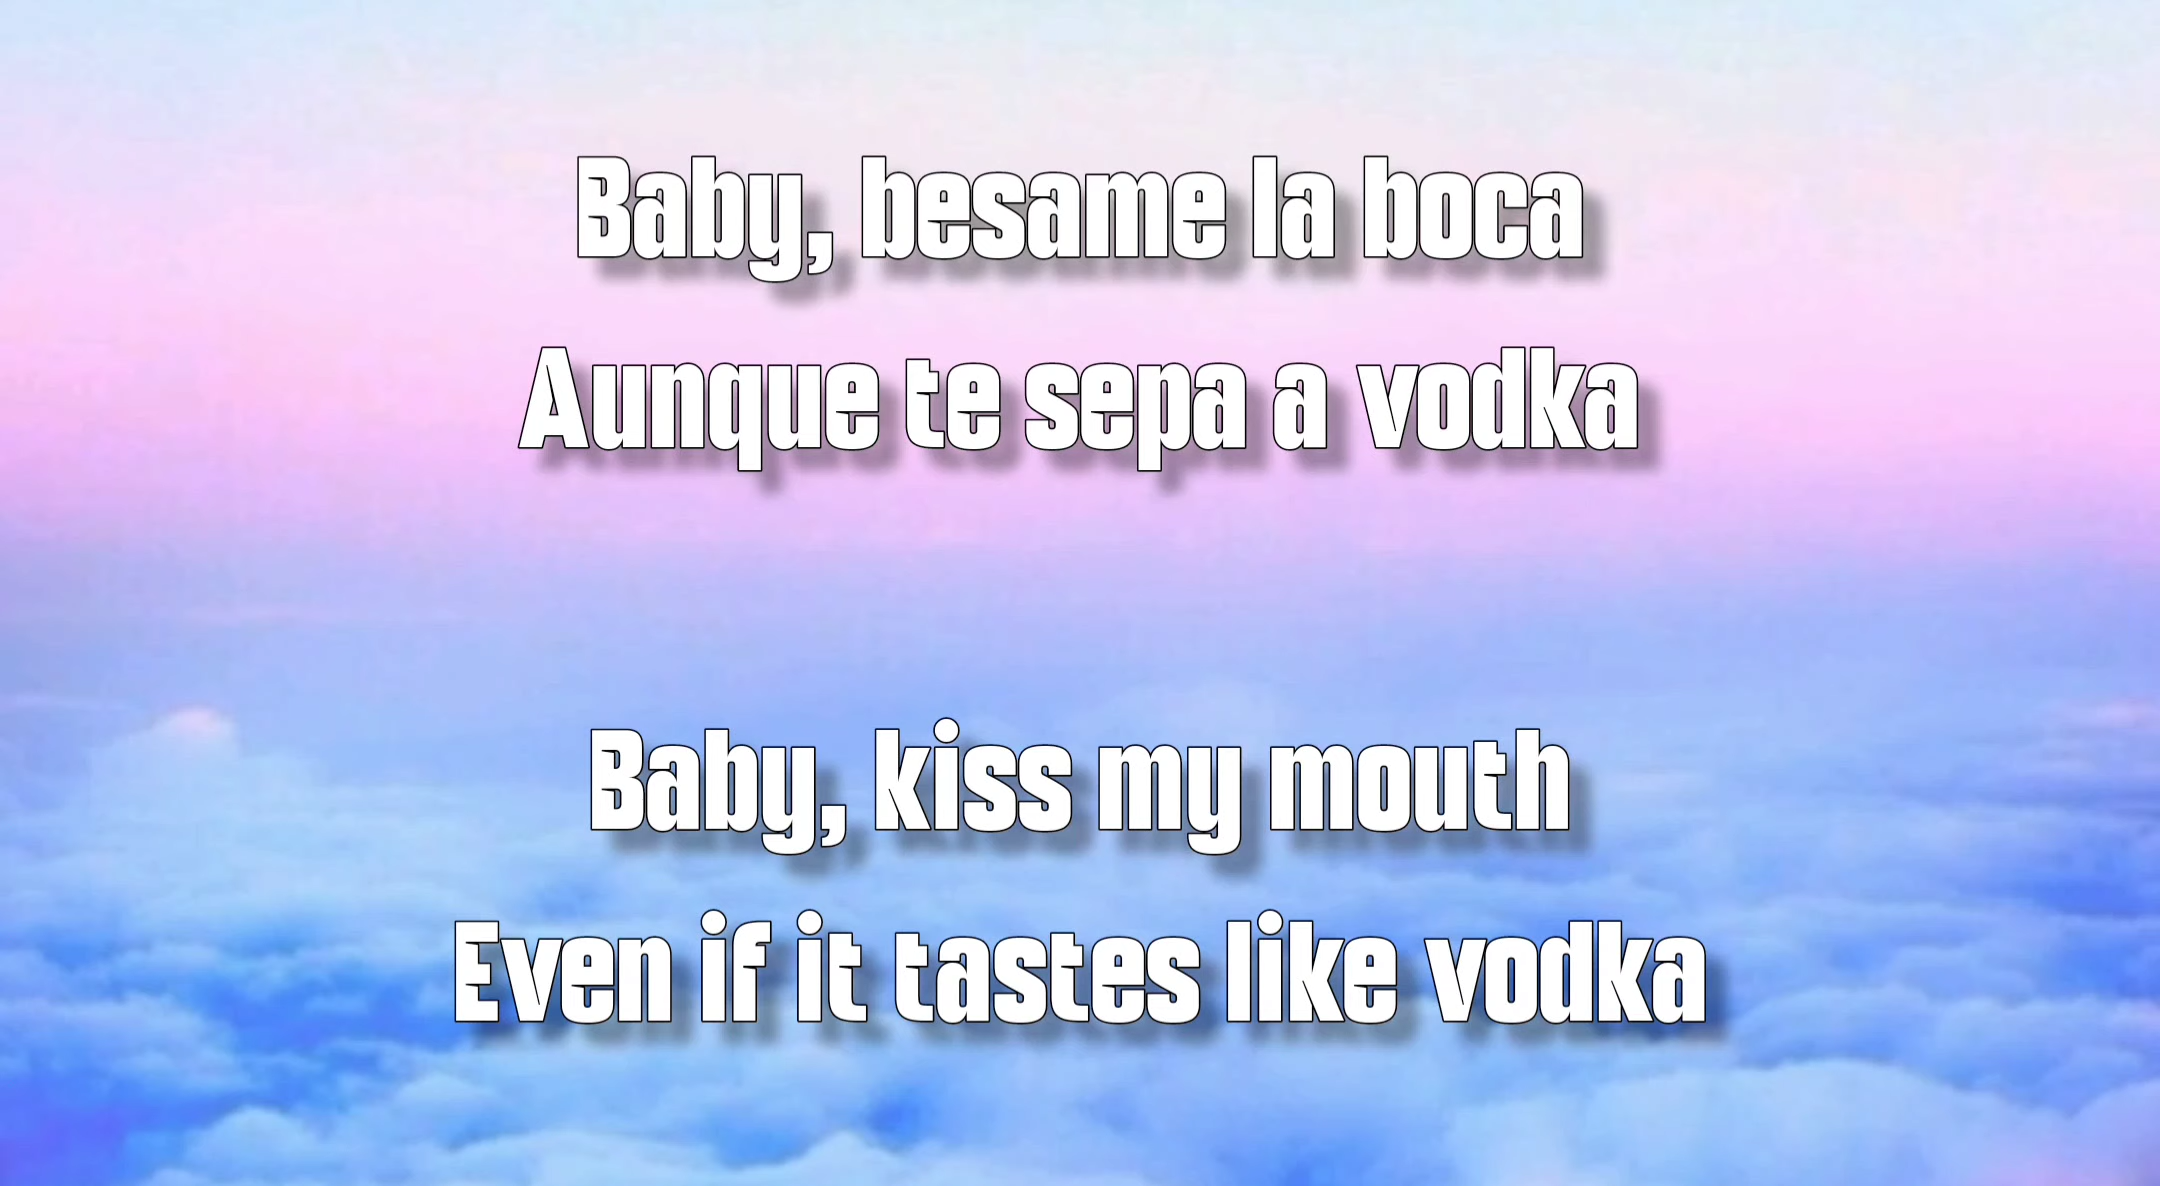 Baby, besame la boca
Aunque te sepa a vodka
Baby, kiss my mouth
Even if it tastes like vodka